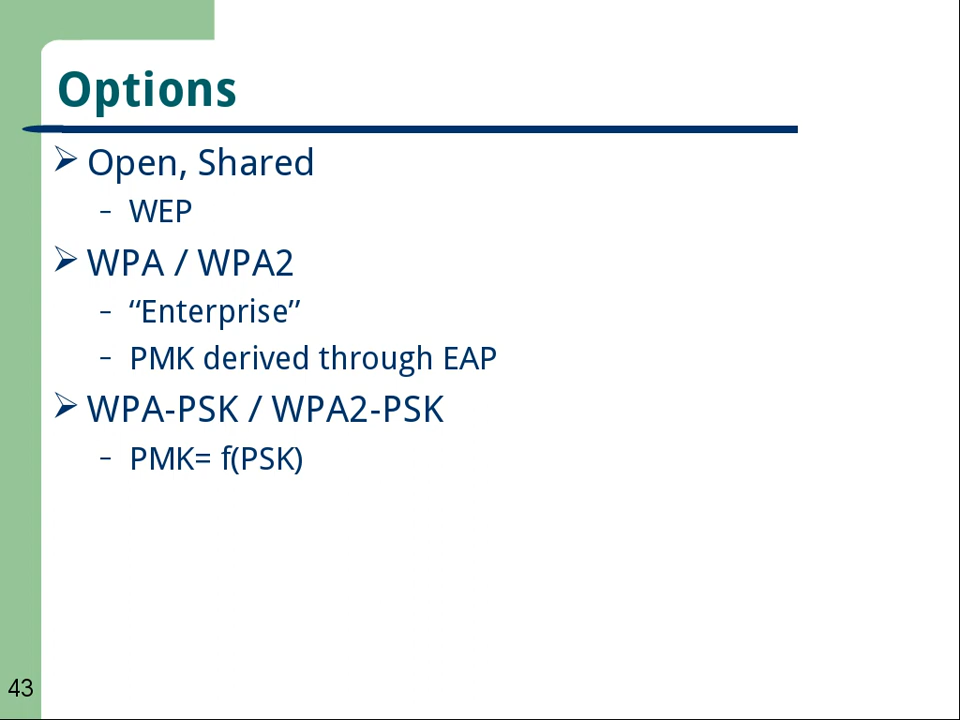 Options
➢ Open, Shared
– WEP
➢ WPA / WPA2
– “Enterprise”
– PMK derived through EAP
➢ WPA-PSK / WPA2-PSK
– PMK= f(PSK)
43